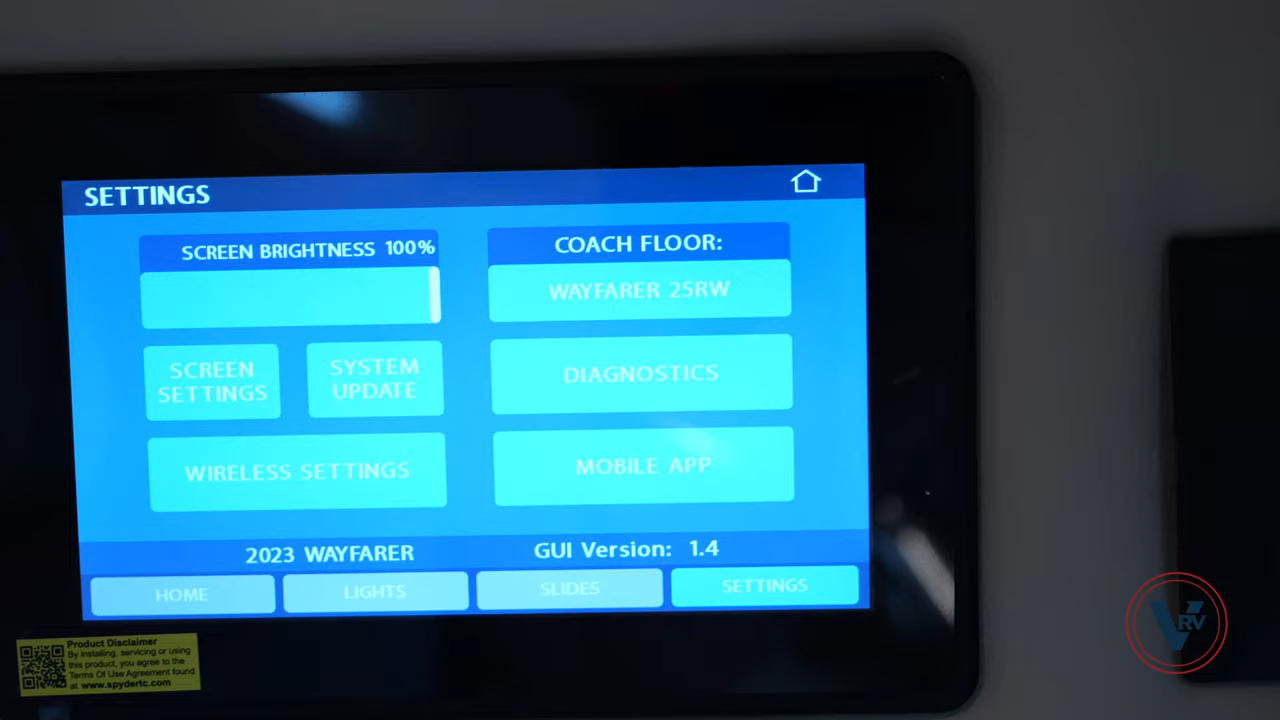 SETTINGS
SCREEN BRIGHTNESS 100%
COACH FLOOR:
WAYFARER 25RW
SCREEN
SETTINGS
SYSTEM
UPDATE
DIAGNOSTICS
WIRELESS SETTINGS
MOBILE APP
2023 WAYFARER
GUI Version: 1.4
HOME
LIGHTS
SLIDES
SETTINGS
Product Disclaimer
By installing, servicing or using
this product, you agree to the
Terms Of Use Agreement found
at www.spydertc.com
VRV